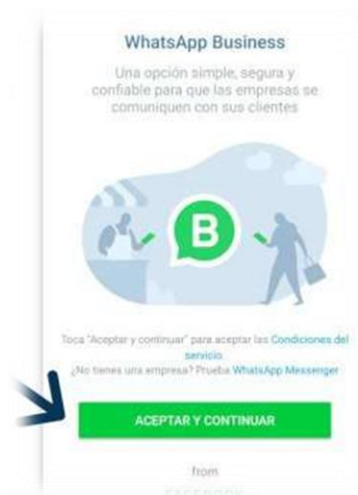 WhatsApp Business
Una opción simple, segura y
confiable para que las empresas se
comuniquen con sus clientes
B
Toca "Aceptar y continuar" para aceptar las Condiciones del
servicio
¿No tienes una empresa? Prueba WhatsApp Messenger
ACEPTAR Y CONTINUAR
from
FACEBOOK